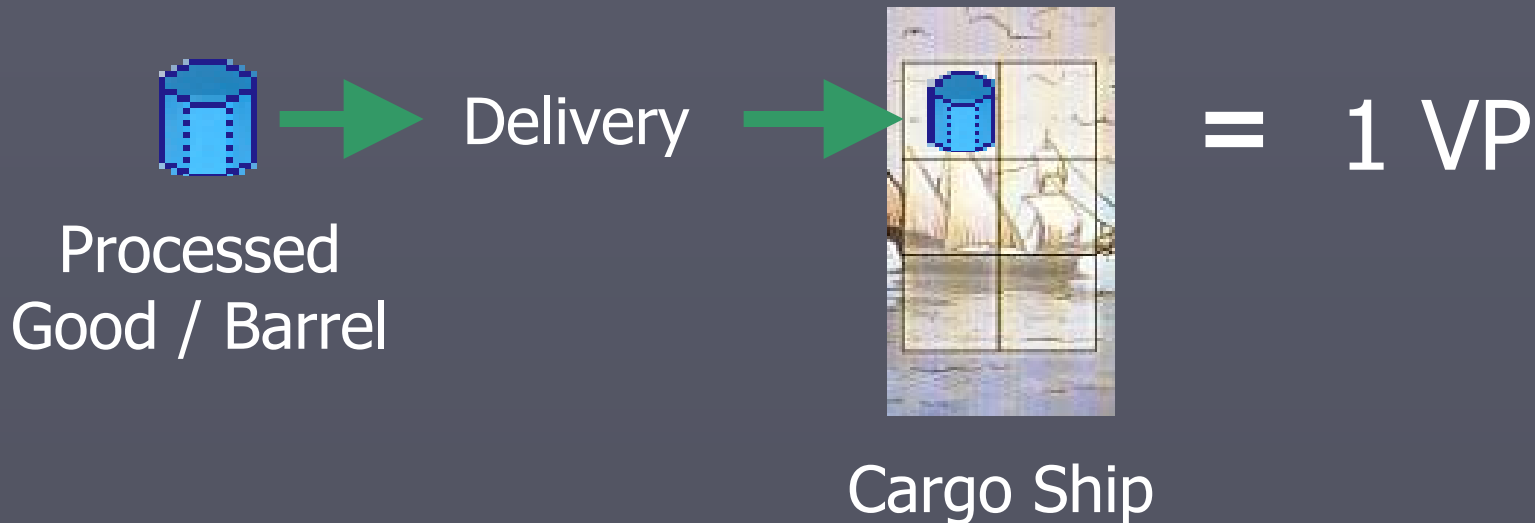 Delivery
= 1 VP
Processed
Good / Barrel
Cargo Ship